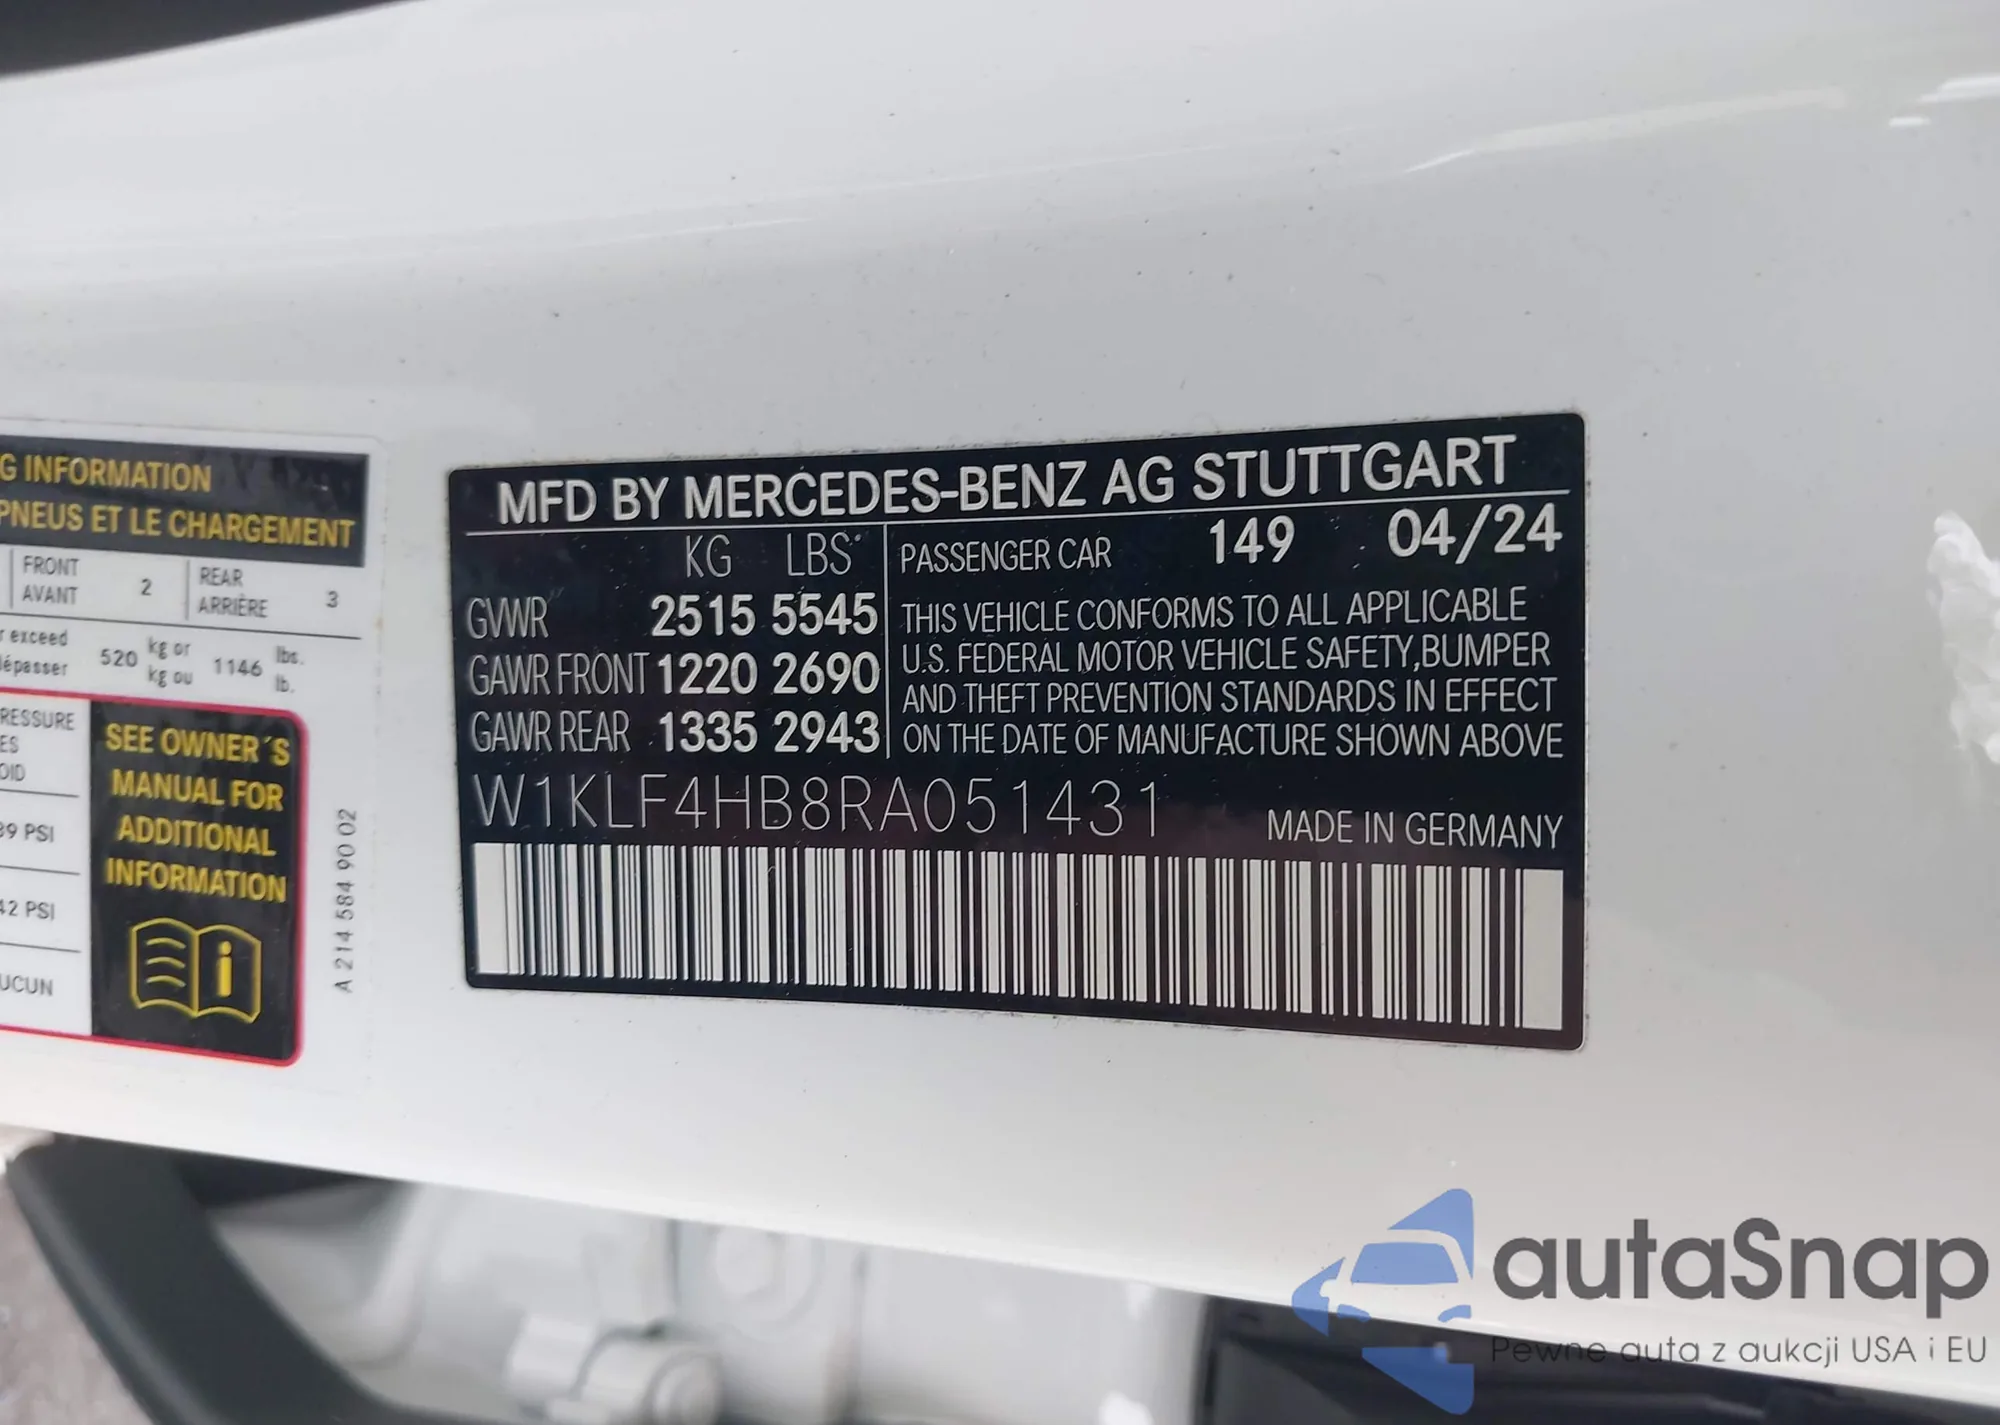 G INFORMATION
PNEUS ET LE CHARGEMENT
FRONT
AVANT
2
REAR
ARRIÈRE
3
r exceed
épasser
520
kg or
kg ou
1146
lbs.
lb.
RESSURE
ES
OID
39 PSI
42 PSI
UCUN
SEE OWNER´S
MANUAL FOR
ADDITIONAL
INFORMATION
A 214 584 90 02
MFD BY MERCEDES-BENZ AG STUTTGART
KG LBS
GVWR 2515 5545
GAWR FRONT 1220 2690
GAWR REAR 1335 2943
PASSENGER CAR 149 04/24
THIS VEHICLE CONFORMS TO ALL APPLICABLE
U.S. FEDERAL MOTOR VEHICLE SAFETY,BUMPER
AND THEFT PREVENTION STANDARDS IN EFFECT
ON THE DATE OF MANUFACTURE SHOWN ABOVE
W1KLF4HB8RA051431
MADE IN GERMANY
autaSnap
Pewne auta z aukcji USA i EU